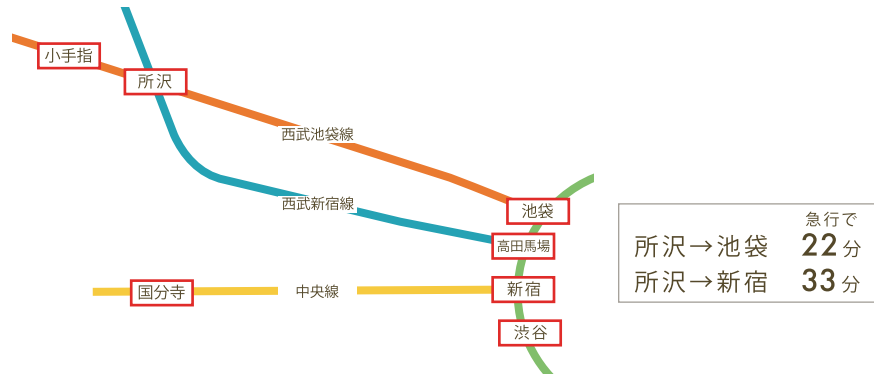 小手指
所沢
西武池袋線
西武新宿線
池袋
高田馬場
国分寺
中央線
新宿
渋谷
急行で
所沢→池袋 22分
所沢→新宿 33分